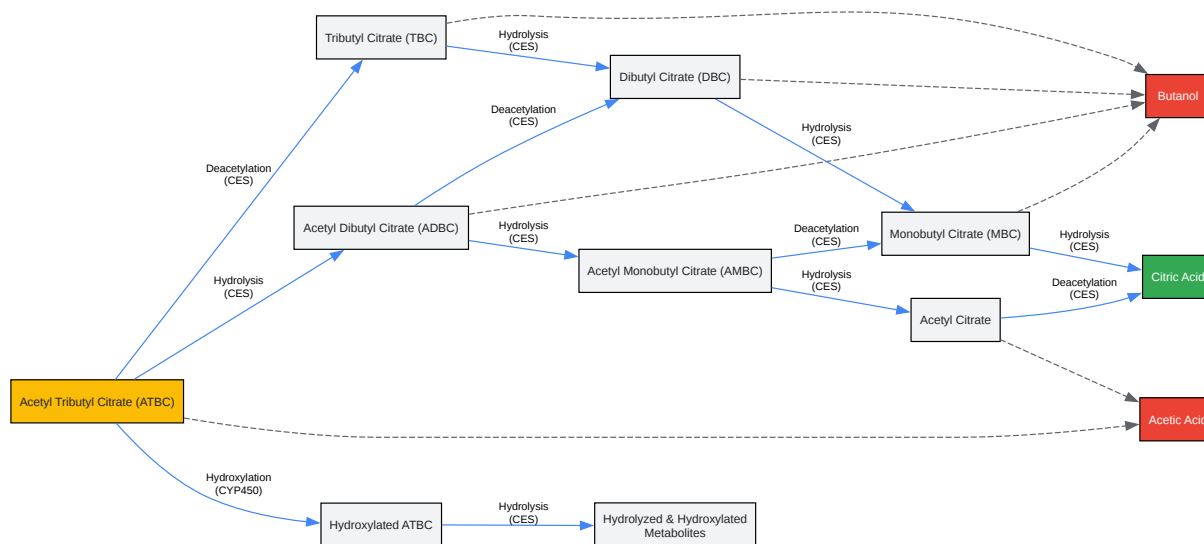 Tributyl Citrate (TBC)
Hydrolysis
(CES)
Dibutyl Citrate (DBC)
Butanol
Deacetylation
(CES)
Hydrolysis
(CES)
Deacetylation
(CES)
Acetyl Dibutyl Citrate (ADBC)
Hydrolysis
(CES)
Deacetylation
(CES)
Monobutyl Citrate (MBC)
Hydrolysis
(CES)
Acetyl Monobutyl Citrate (AMBC)
Hydrolysis
(CES)
Citric Acid
Hydrolysis
(CES)
Deacetylation
(CES)
Acetyl Citrate
Acetyl Tributyl Citrate (ATBC)
Acetic Acid
Hydroxylation
(CYP450)
Hydroxylated ATBC
Hydrolysis
(CES)
Hydrolyzed & Hydroxylated
Metabolites